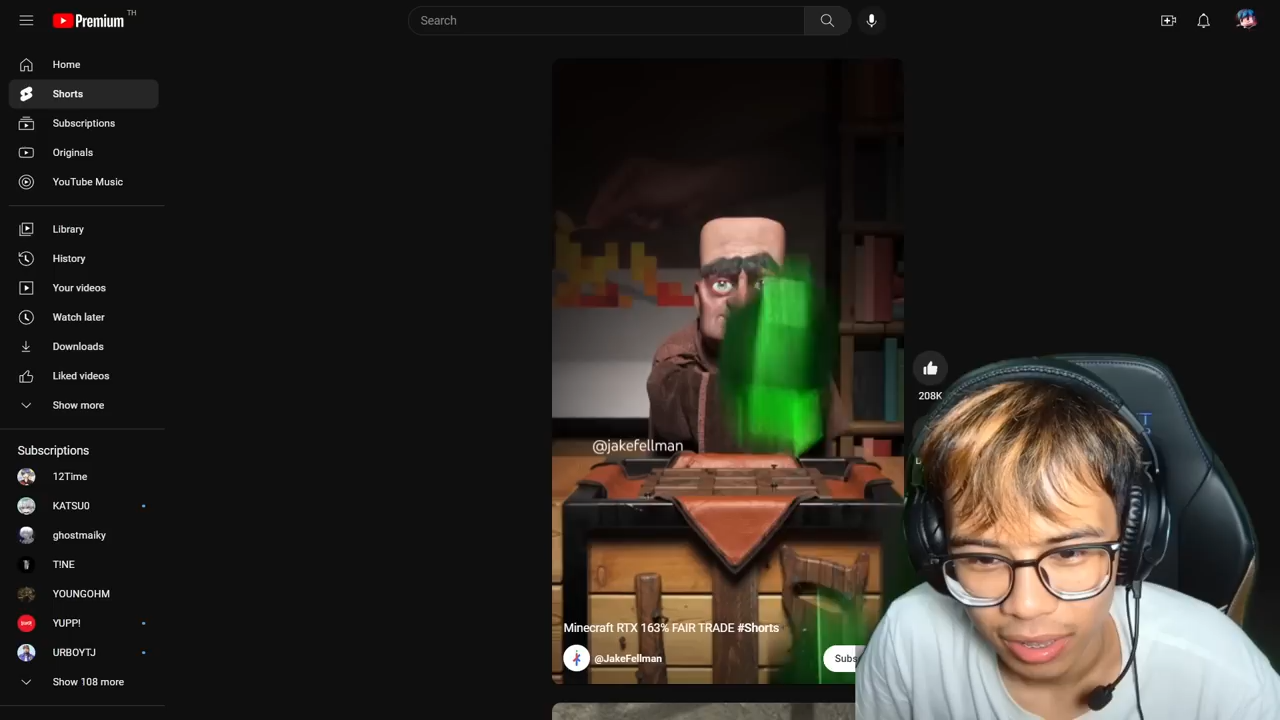 Premium TH
Search
Home
Shorts
Subscriptions
Originals
YouTube Music
Library
History
Your videos
Watch later
Downloads
Liked videos
Show more
Subscriptions
12Time
KATSU0
ghostmaiky
T!NE
YOUNGOHM
YUPP!
URBOYTJ
Show 108 more
@jakefellman
208K
Minecraft RTX 163% FAIR TRADE #Shorts
@JakeFellman
Subs